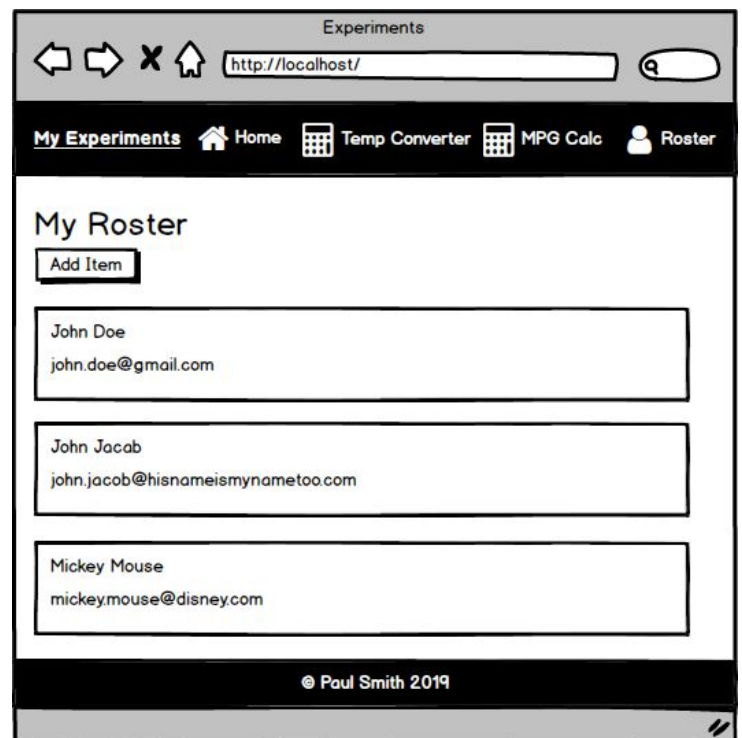 Experiments
http://localhost/
My Experiments Home Temp Converter MPG Calc Roster
My Roster
Add Item
John Doe
john.doe@gmail.com
John Jacab
john.jacob@hisnameismynametoo.com
Mickey Mouse
mickey.mouse@disney.com
© Paul Smith 2019